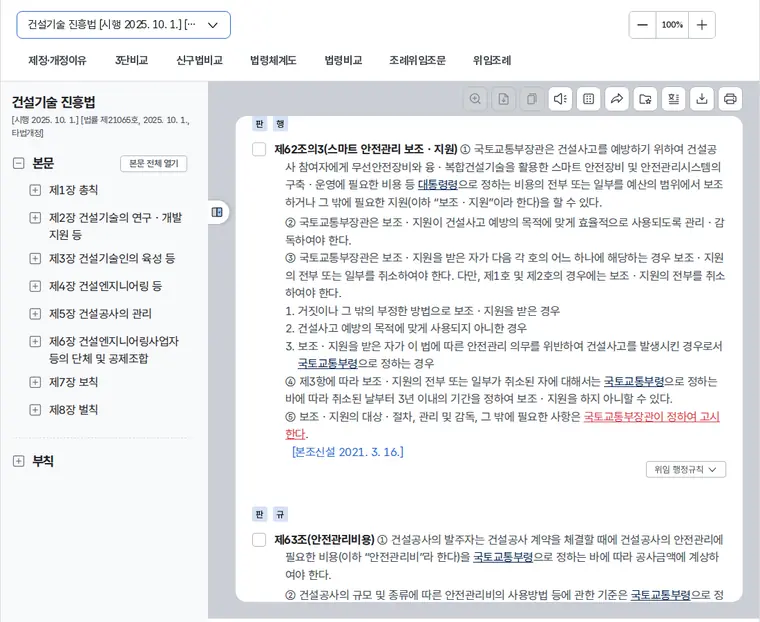 건설기술 진흥법 [시행 2025. 10. 1.] [···
100%
제정·개정이유 3단비교 신구법비교 법령체계도 법령비교 조례위임조문 위임조례
건설기술 진흥법
[시행 2025. 10. 1.] [법률 제21065호, 2025. 10. 1.,
타법개정]
본문
본문 전체 열기
제1장 총칙
제2장 건설기술의 연구ㆍ개발
지원 등
제3장 건설기술인의 육성 등
제4장 건설엔지니어링 등
제5장 건설공사의 관리
제6장 건설엔지니어링사업자
등의 단체 및 공제조합
제7장 보칙
제8장 벌칙
부칙
판 행
제62조의3(스마트 안전관리 보조ㆍ지원) ① 국토교통부장관은 건설사고를 예방하기 위하여 건설공
사 참여자에게 무선안전장비와 융ㆍ복합건설기술을 활용한 스마트 안전장비 및 안전관리시스템의
구축ㆍ운영에 필요한 비용 등 대통령령으로 정하는 비용의 전부 또는 일부를 예산의 범위에서 보조
하거나 그 밖에 필요한 지원(이하 “보조ㆍ지원”이라 한다)을 할 수 있다.
② 국토교통부장관은 보조ㆍ지원이 건설사고 예방의 목적에 맞게 효율적으로 사용되도록 관리ㆍ감
독하여야 한다.
③ 국토교통부장관은 보조ㆍ지원을 받은 자가 다음 각 호의 어느 하나에 해당하는 경우 보조ㆍ지원
의 전부 또는 일부를 취소하여야 한다. 다만, 제1호 및 제2호의 경우에는 보조ㆍ지원의 전부를 취소
하여야 한다.
1. 거짓이나 그 밖의 부정한 방법으로 보조ㆍ지원을 받은 경우
2. 건설사고 예방의 목적에 맞게 사용되지 아니한 경우
3. 보조ㆍ지원을 받은 자가 이 법에 따른 안전관리 의무를 위반하여 건설사고를 발생시킨 경우로서
국토교통부령으로 정하는 경우
④ 제3항에 따라 보조ㆍ지원의 전부 또는 일부가 취소된 자에 대해서는 국토교통부령으로 정하는
바에 따라 취소된 날부터 3년 이내의 기간을 정하여 보조ㆍ지원을 하지 아니할 수 있다.
⑤ 보조ㆍ지원의 대상ㆍ절차, 관리 및 감독, 그 밖에 필요한 사항은 국토교통부장관이 정하여 고시
한다.
[본조신설 2021. 3. 16.]
위임 행정규칙
판 규
제63조(안전관리비용) ① 건설공사의 발주자는 건설공사 계약을 체결할 때에 건설공사의 안전관리에
필요한 비용(이하 “안전관리비”라 한다)을 국토교통부령으로 정하는 바에 따라 공사금액에 계상하
여야 한다.
② 건설공사의 규모 및 종류에 따른 안전관리비의 사용방법 등에 관한 기준은 국토교통부령으로 정